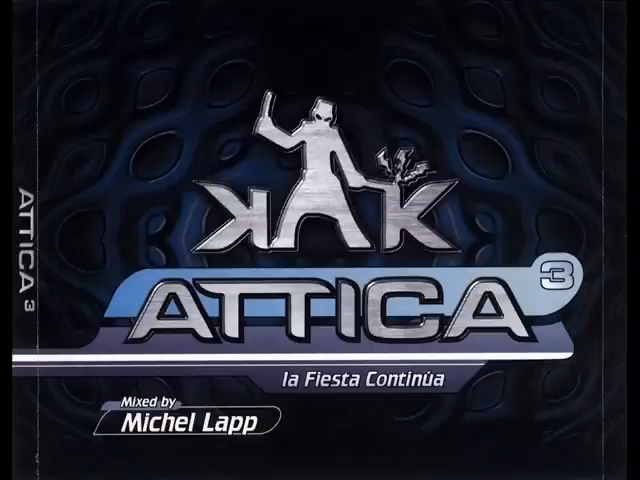 KAK
ATTICA 3
ATTICA 3
la Fiesta Continúa
Mixed by
Michel Lapp